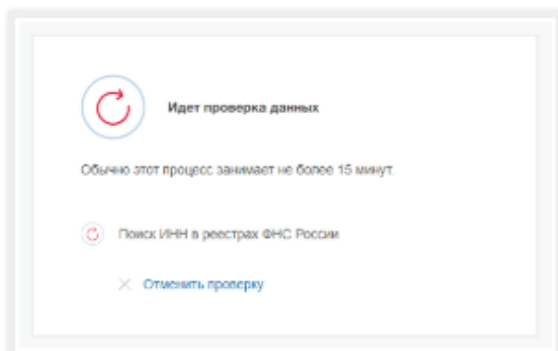 Идет проверка данных
Обычно этот процесс занимает не более 15 минут.
Поиск ИНН в реестрах ФНС России
Отменить проверку